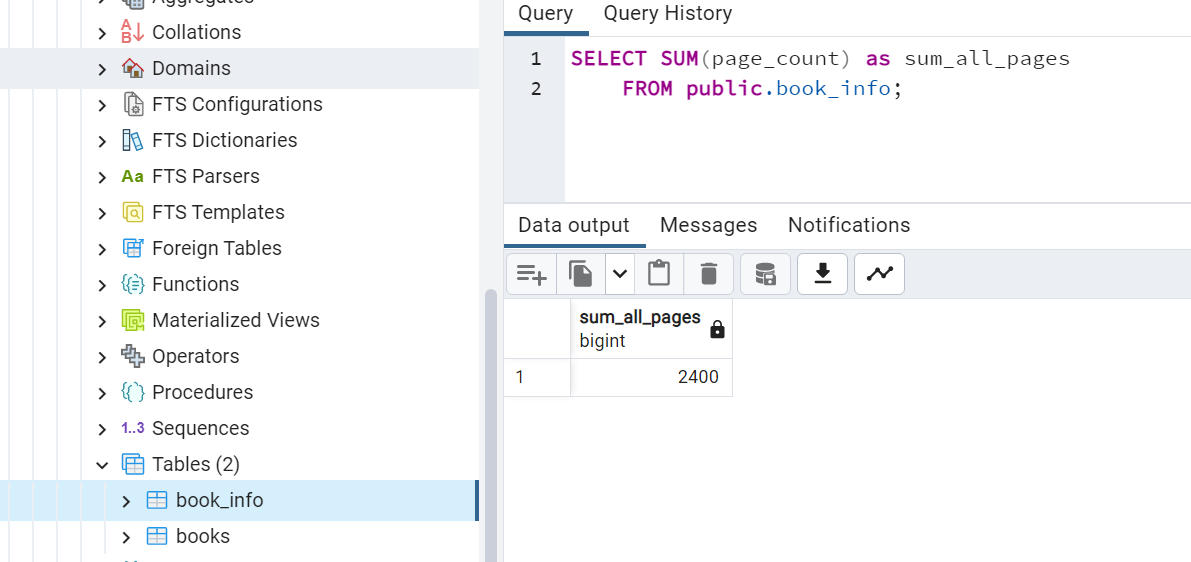 Aggregates
Collations
Domains
FTS Configurations
FTS Dictionaries
Aa FTS Parsers
FTS Templates
Foreign Tables
Functions
Materialized Views
Operators
Procedures
1..3 Sequences
Tables (2)
book_info
books
Query Query History
1 SELECT SUM(page_count) as sum_all_pages
2 FROM public.book_info;
Data output Messages Notifications
sum_all_pages
bigint
1 2400